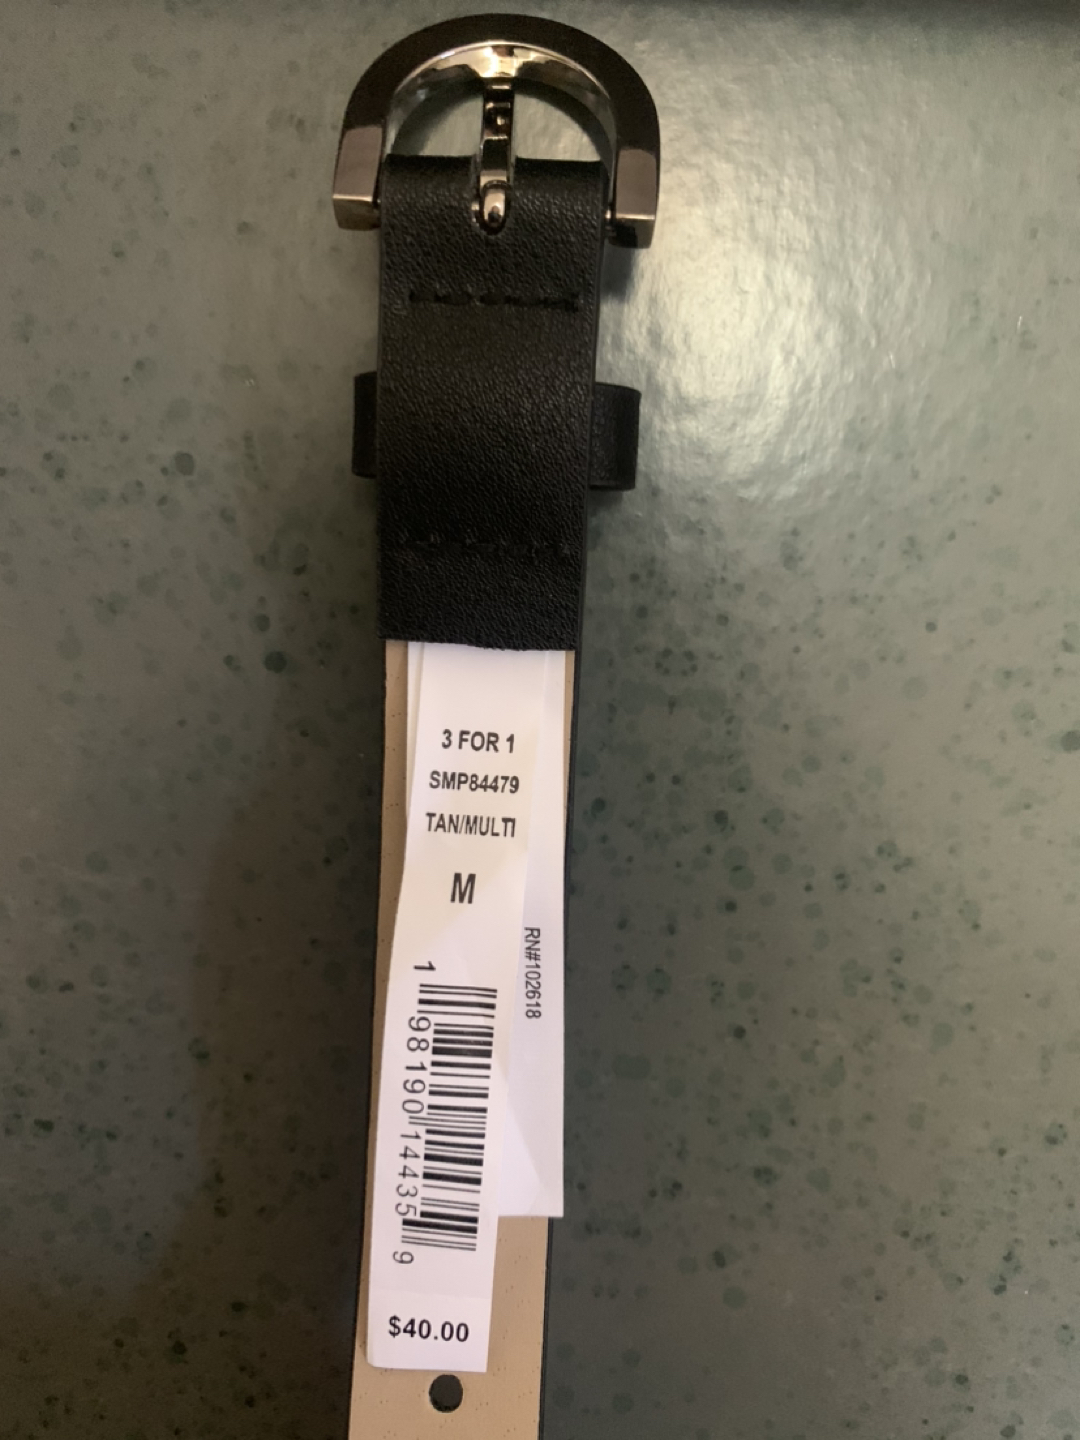 3 FOR 1
SMP84479
TAN/MULTI
M
RN#102618
1 98190 14435 9
$40.00